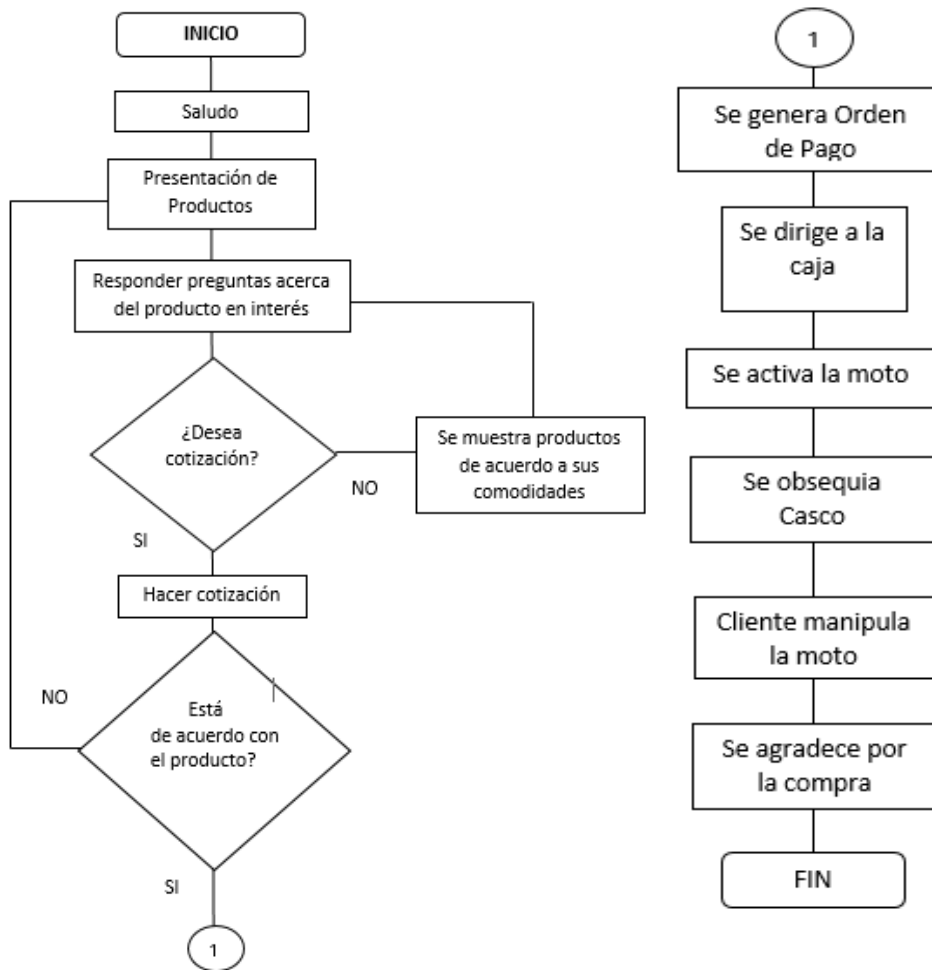 INICIO
Saludo
Presentación de
Productos
Responder preguntas acerca
del producto en interés
¿Desea
cotización?
NO
Se muestra productos
de acuerdo a sus
comodidades
SI
Hacer cotización
NO
Está
de acuerdo con
el producto?
SI
1
1
Se genera Orden
de Pago
Se dirige a la
caja
Se activa la moto
Se obsequia
Casco
Cliente manipula
la moto
Se agradece por
la compra
FIN